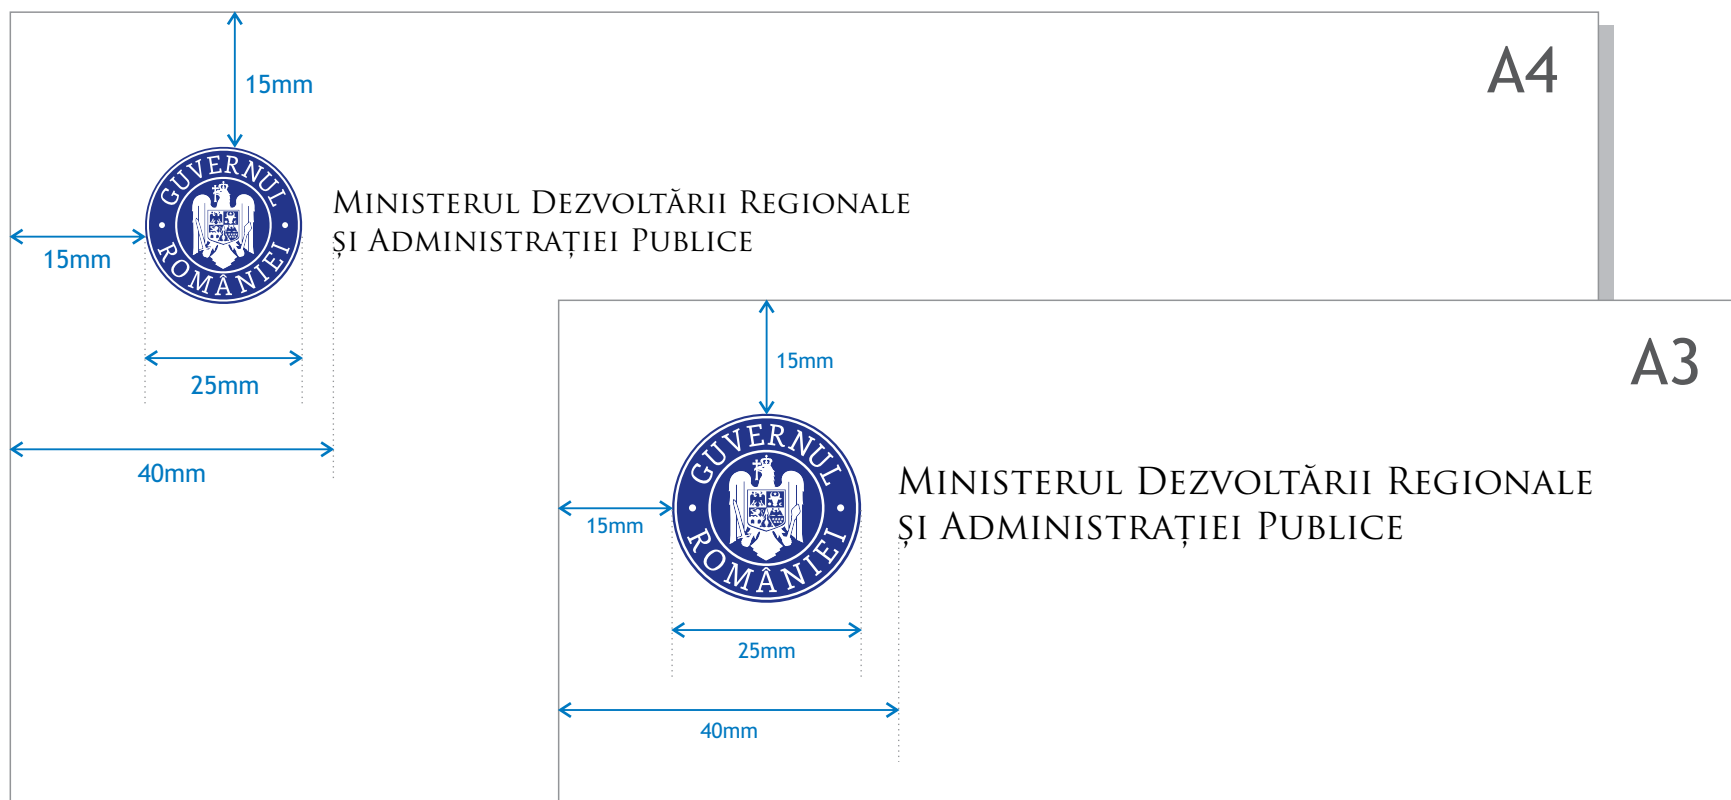 A4
15mm
GUVERNUL
ROMÂNIEI
MINISTERUL DEZVOLTĂRII REGIONALE
ȘI ADMINISTRAȚIEI PUBLICE
15mm
25mm
40mm
A3
15mm
GUVERNUL
ROMÂNIEI
MINISTERUL DEZVOLTĂRII REGIONALE
ȘI ADMINISTRAȚIEI PUBLICE
15mm
25mm
40mm